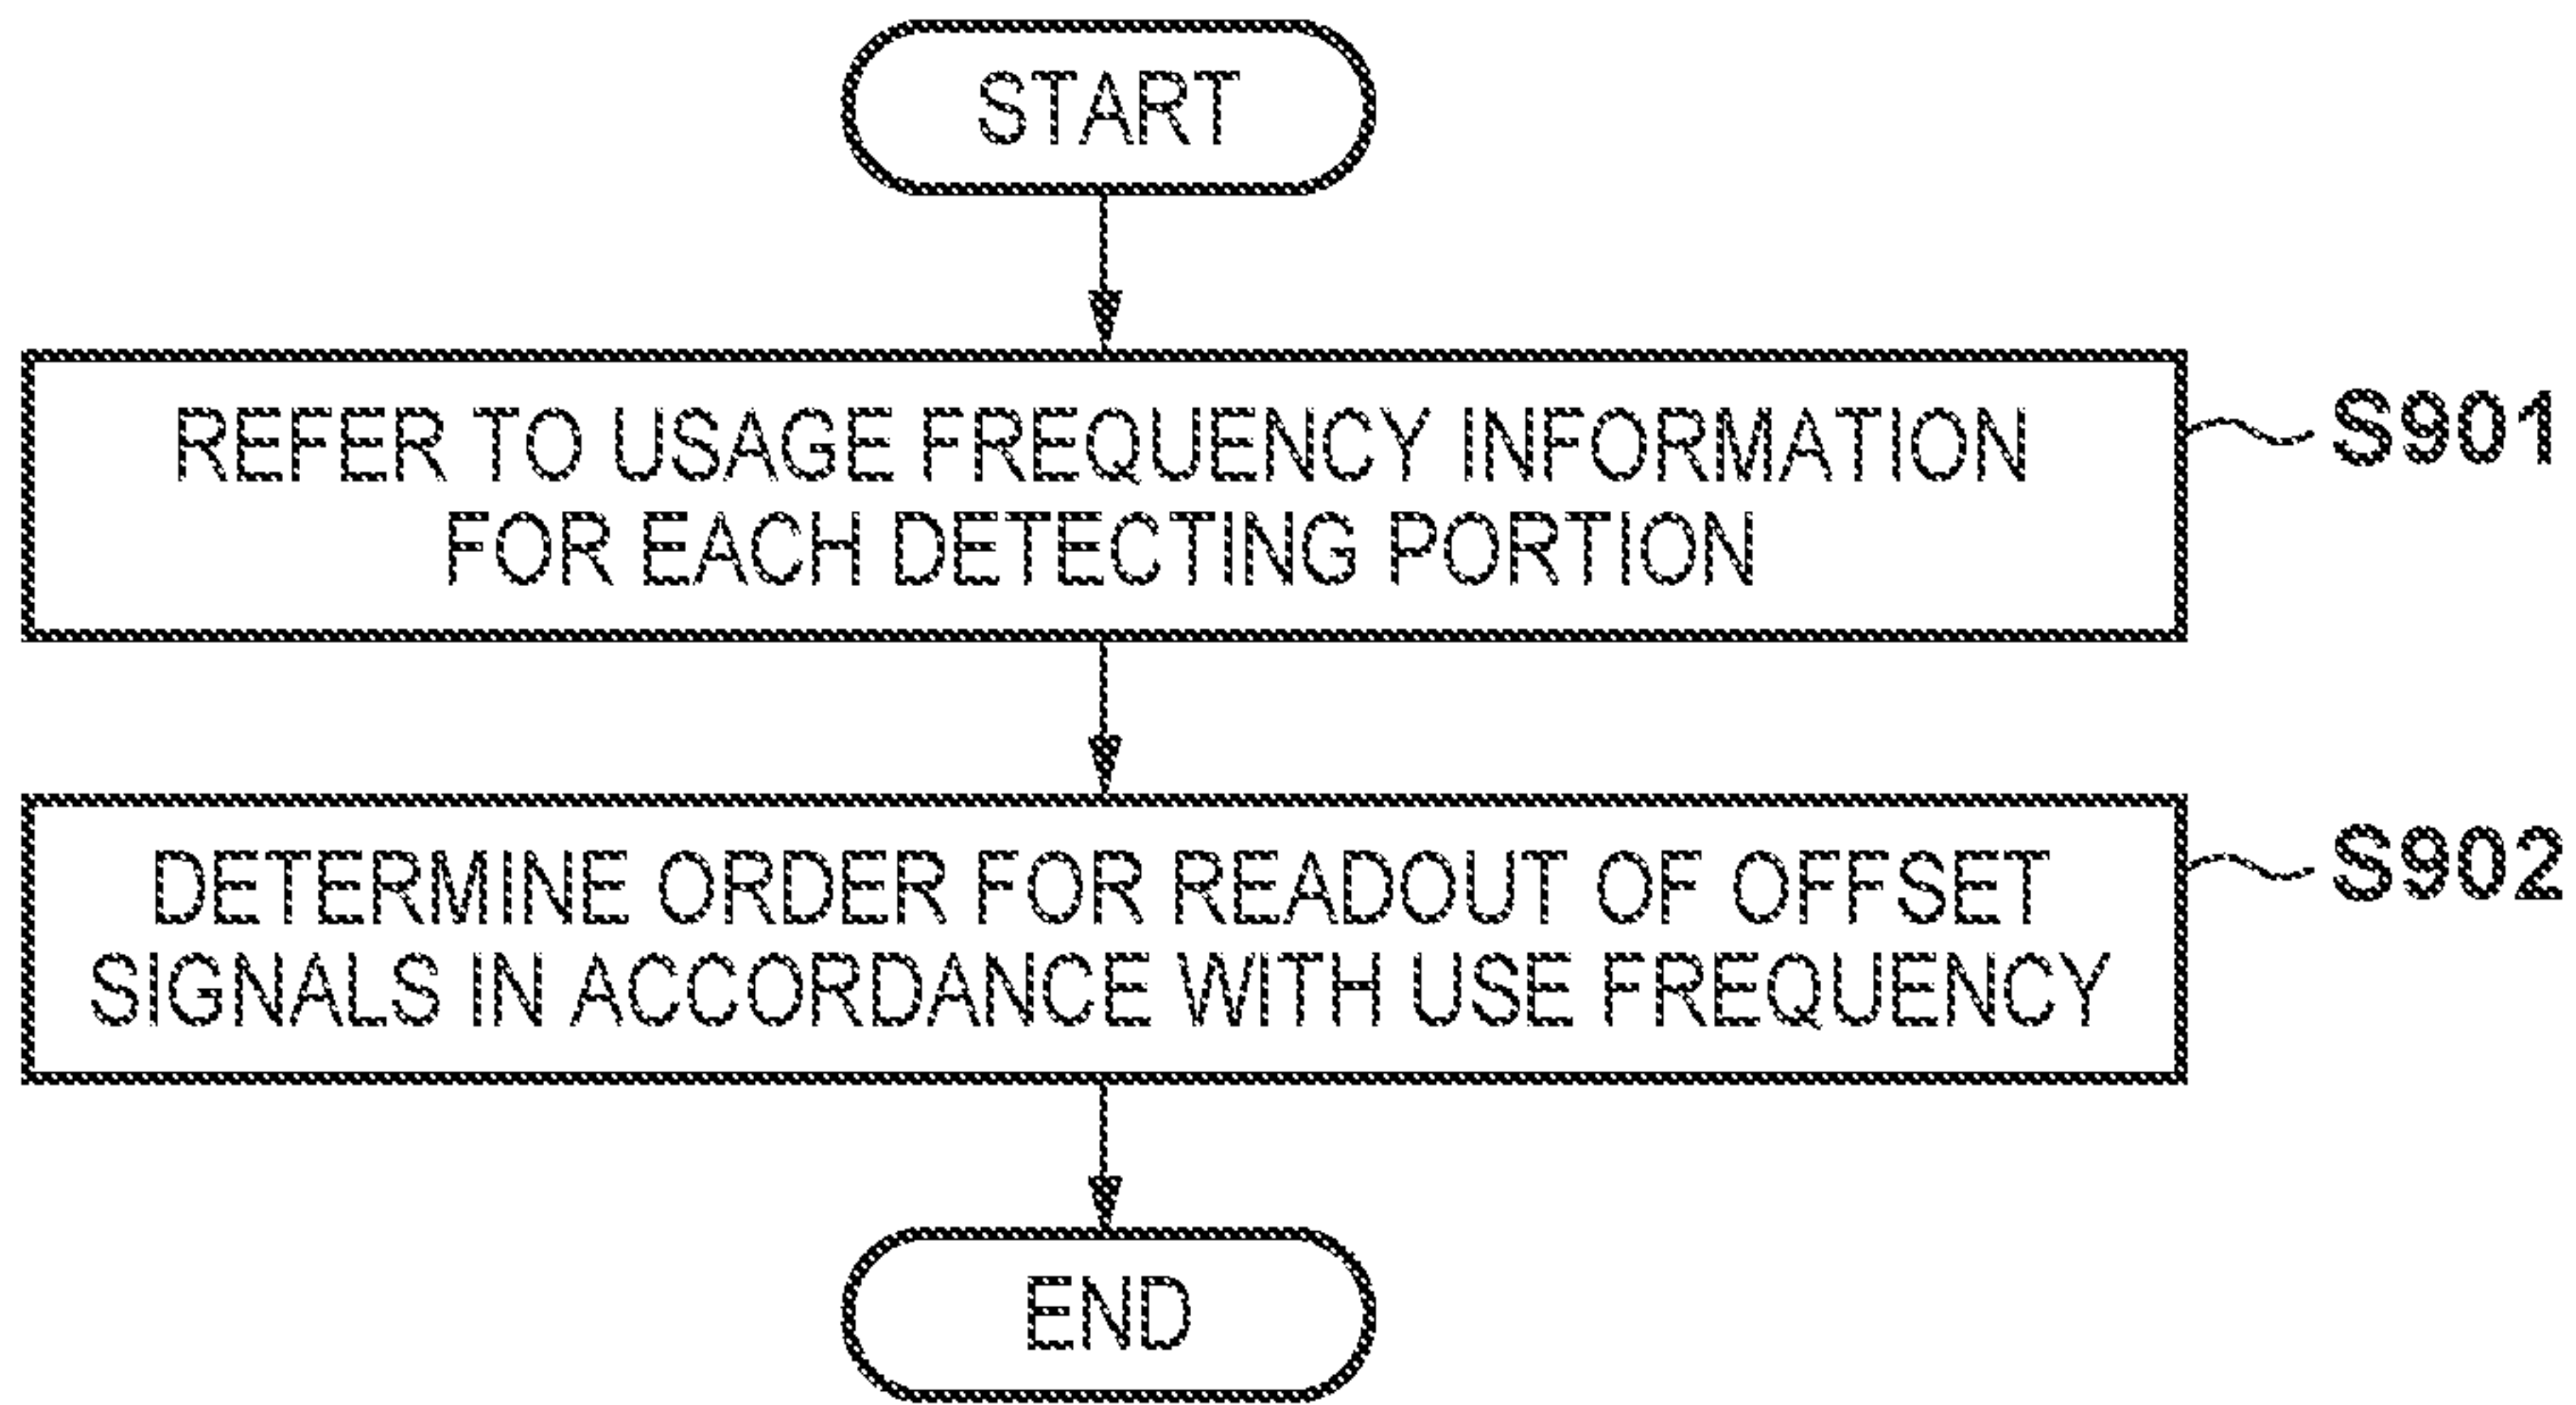 START
REFER TO USAGE FREQUENCY INFORMATION
FOR EACH DETECTING PORTION
S901
DETERMINE ORDER FOR READOUT OF OFFSET
SIGNALS IN ACCORDANCE WITH USE FREQUENCY
S902
END